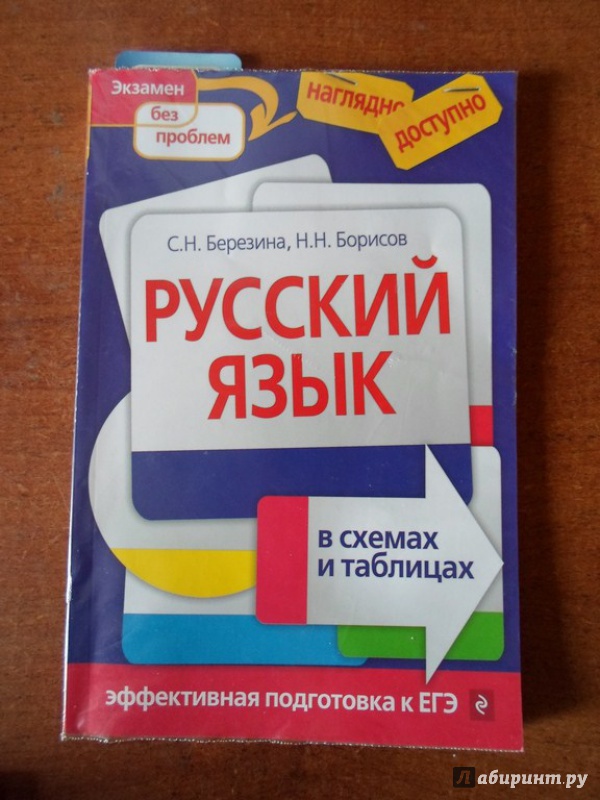 Экзамен
без
проблем
наглядно
доступно
С.Н. Березина, Н.Н. Борисов
РУССКИЙ
ЯЗЫК
в схемах
и таблицах
эффективная подготовка к ЕГЭ
Лабиринт.ру